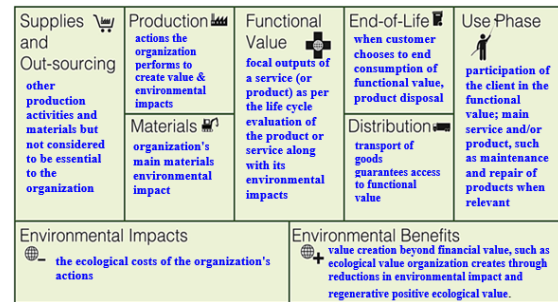 Supplies
and
Out-sourcing
other
production
activities and
materials but
not considered
to be essential
to the
organization
Production
actions the
organization
performs to
create value &
environmental
impacts
Materials
organization's
main materials
environmental
impact
Functional
Value
focal outputs of
a service (or
product) as per
the life cycle
evaluation of
the product or
service along
with its
environmental
impacts
End-of-Life
when customer
chooses to end
consumption of
functional value,
product disposal
Distribution
transport of
goods
guarantees access
to functional
value
Use Phase
participation of
the client in the
functional
value; main
service and/or
product, such
as maintenance
and repair of
products when
relevant
Environmental Impacts
the ecological costs of the organization's
actions
Environmental Benefits
value creation beyond financial value, such as
ecological value organization creates through
reductions in environmental impact and
regenerative positive ecological value.